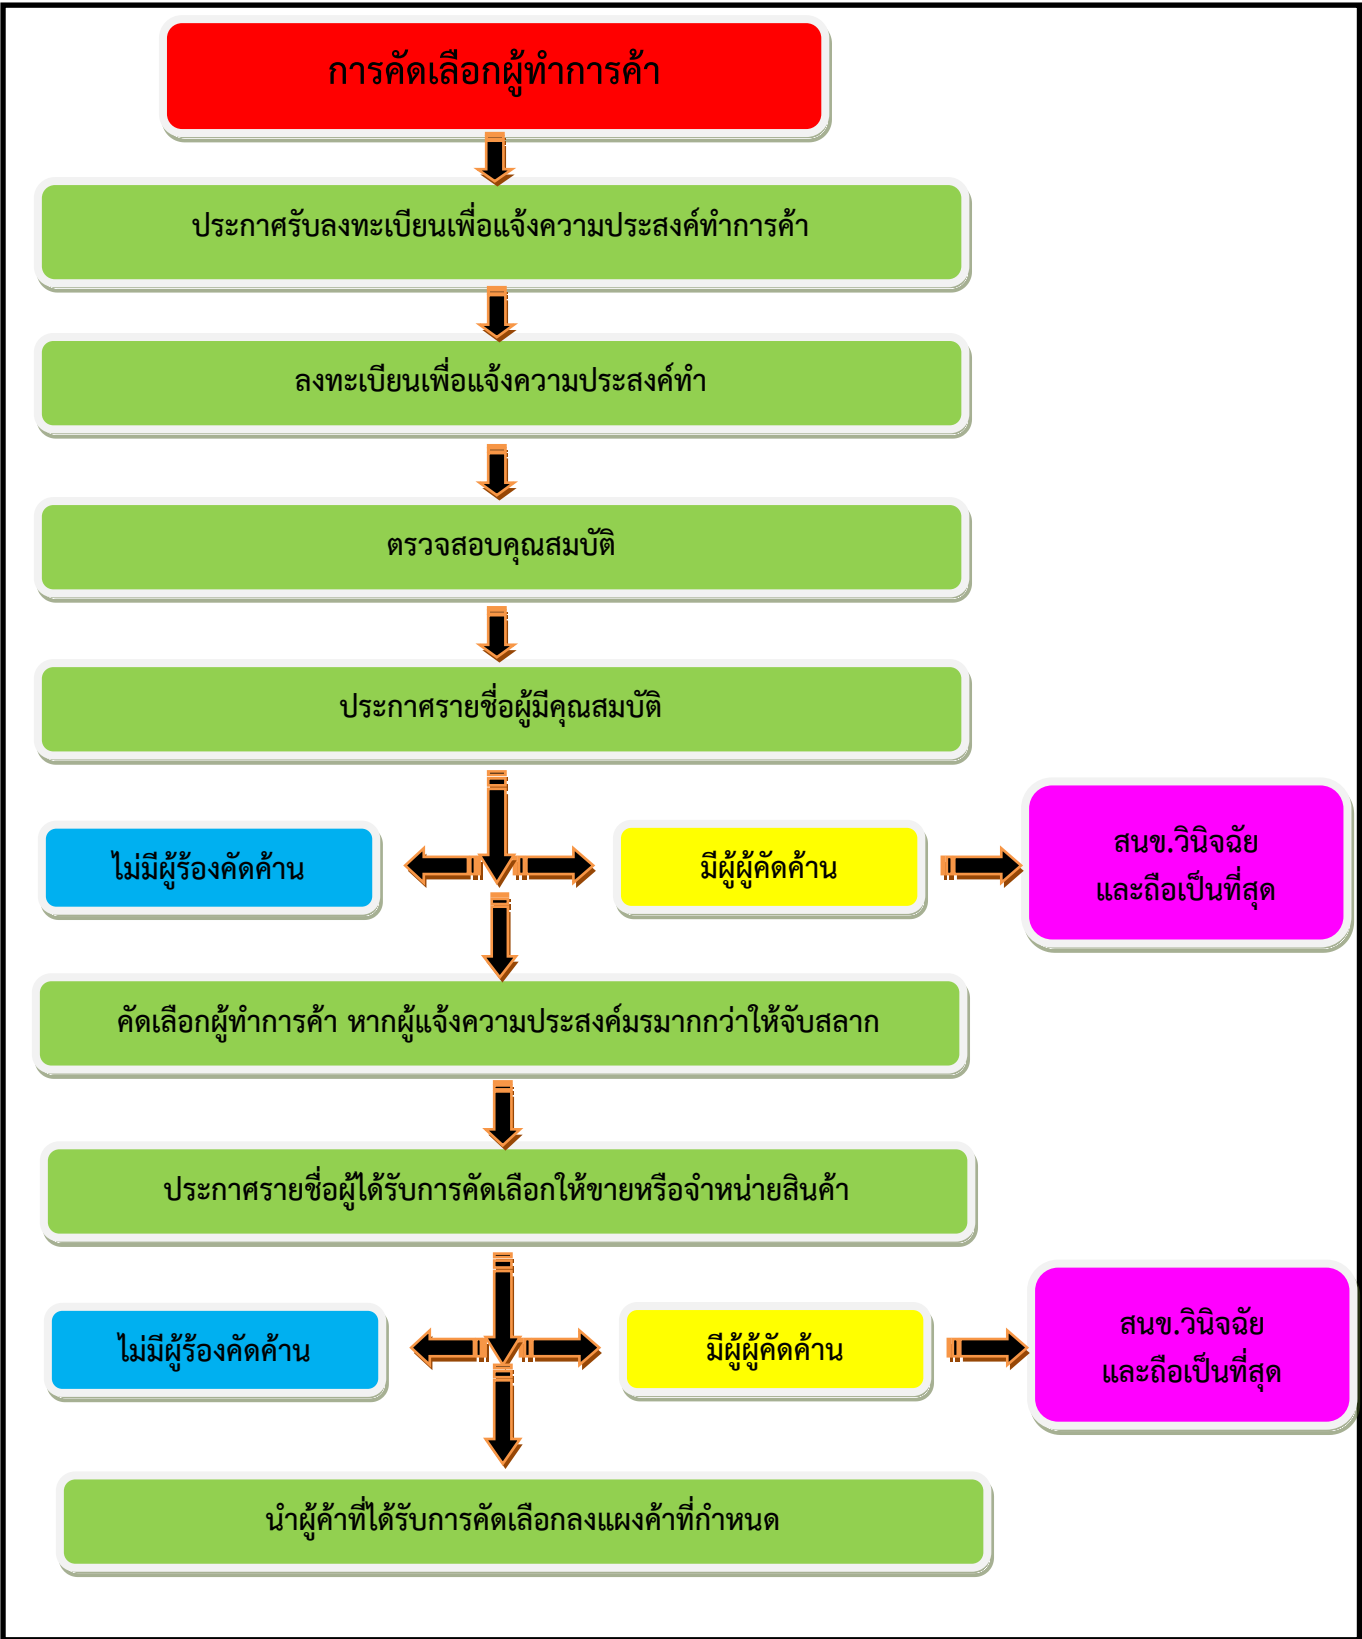 การคัดเลือกผู้ทำการค้า
ประกาศรับลงทะเบียนเพื่อแจ้งความประสงค์ทำการค้า
ลงทะเบียนเพื่อแจ้งความประสงค์ทำ
ตรวจสอบคุณสมบัติ
ประกาศรายชื่อผู้มีคุณสมบัติ
ไม่มีผู้ร้องคัดค้าน
มีผู้ผู้คัดค้าน
สนข.วินิจฉัย
และถือเป็นที่สุด
คัดเลือกผู้ทำการค้า หากผู้แจ้งความประสงค์มรมากกว่าให้จับสลาก
ประกาศรายชื่อผู้ได้รับการคัดเลือกให้ขายหรือจำหน่ายสินค้า
ไม่มีผู้ร้องคัดค้าน
มีผู้ผู้คัดค้าน
สนข.วินิจฉัย
และถือเป็นที่สุด
นำผู้ค้าที่ได้รับการคัดเลือกลงแผงค้าที่กำหนด